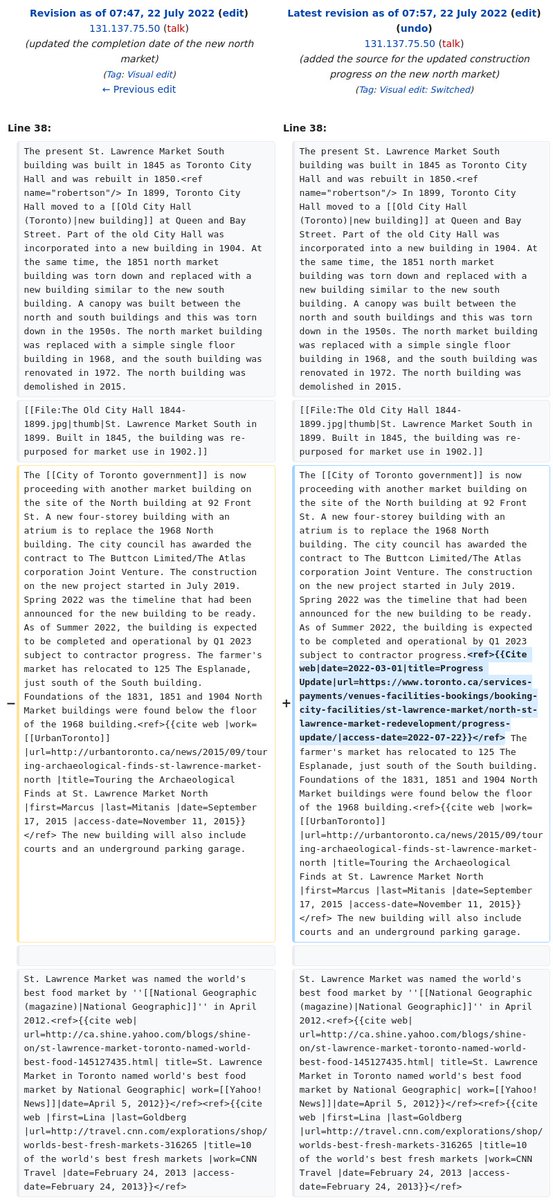 Revision as of 07:47, 22 July 2022 (edit)
131.137.75.50 (talk)
(updated the completion date of the new north
market)
(Tag: Visual edit)
← Previous edit
Latest revision as of 07:57, 22 July 2022 (edit)
(undo)
131.137.75.50 (talk)
(added the source for the updated construction
progress on the new north market)
(Tag: Visual edit: Switched)
Line 38:
The present St. Lawrence Market South
building was built in 1845 as Toronto City
Hall and was rebuilt in 1850.<ref
name="robertson"/> In 1899, Toronto City
Hall moved to a [[Old City Hall
(Toronto)|new building]] at Queen and Bay
Street. Part of the old City Hall was
incorporated into a new building in 1904. At
the same time, the 1851 north market
building was torn down and replaced with a
new building similar to the new south
building. A canopy was built between the
north and south buildings and this was torn
down in the 1950s. The north market building
was replaced with a simple single floor
building in 1968, and the south building was
renovated in 1972. The north building was
demolished in 2015.
[[File:The Old City Hall 1844-
1899.jpg|thumb|St. Lawrence Market South in
1899. Built in 1845, the building was re-
purposed for market use in 1902.]]
−
The [[City of Toronto government]] is now
proceeding with another market building on
the site of the North building at 92 Front
St. A new four-storey building with an
atrium is to replace the 1968 North
building. The city council has awarded the
contract to The Buttcon Limited/The Atlas
corporation Joint Venture. The construction
on the new project started in July 2019.
Spring 2022 was the timeline that had been
announced for the new building to be ready.
As of Summer 2022, the building is expected
to be completed and operational by Q1 2023
subject to contractor progress. The farmer's
market has relocated to 125 The Esplanade,
just south of the South building.
Foundations of the 1831, 1851 and 1904 North
Market buildings were found below the floor
of the 1968 building.<ref>{{cite web |work=
[[UrbanToronto]]
|url=http://urbantoronto.ca/news/2015/09/tour
ing-archaeological-finds-st-lawrence-market-
north |title=Touring the Archaeological
Finds at St. Lawrence Market North
|first=Marcus |last=Mitanis |date=September
17, 2015 |access-date=November 11, 2015}}
</ref> The new building will also include
courts and an underground parking garage.
St. Lawrence Market was named the world's
best food market by ''[[National Geographic
(magazine)|National Geographic]]'' in April
2012.<ref>{{cite web|
url=http://ca.shine.yahoo.com/blogs/shine-
on/st-lawrence-market-toronto-named-world-
best-food-145127435.html| title=St. Lawrence
Market in Toronto named world's best food
market by National Geographic| work=[[Yahoo!
News]]|date=April 5, 2012}}</ref><ref>{{cite
web |first=Lina |last=Goldberg
|url=http://travel.cnn.com/explorations/shop/
worlds-best-fresh-markets-316265 |title=10
of the world's best fresh markets |work=CNN
Travel |date=February 24, 2013 |access-
date=February 24, 2013}}</ref>
Line 38:
The present St. Lawrence Market South
building was built in 1845 as Toronto City
Hall and was rebuilt in 1850.<ref
name="robertson"/> In 1899, Toronto City
Hall moved to a [[Old City Hall
(Toronto)|new building]] at Queen and Bay
Street. Part of the old City Hall was
incorporated into a new building in 1904. At
the same time, the 1851 north market
building was torn down and replaced with a
new building similar to the new south
building. A canopy was built between the
north and south buildings and this was torn
down in the 1950s. The north market building
was replaced with a simple single floor
building in 1968, and the south building was
renovated in 1972. The north building was
demolished in 2015.
[[File:The Old City Hall 1844-
1899.jpg|thumb|St. Lawrence Market South in
1899. Built in 1845, the building was re-
purposed for market use in 1902.]]
+
The [[City of Toronto government]] is now
proceeding with another market building on
the site of the North building at 92 Front
St. A new four-storey building with an
atrium is to replace the 1968 North
building. The city council has awarded the
contract to The Buttcon Limited/The Atlas
corporation Joint Venture. The construction
on the new project started in July 2019.
Spring 2022 was the timeline that had been
announced for the new building to be ready.
As of Summer 2022, the building is expected
to be completed and operational by Q1 2023
subject to contractor progress.<ref>{{Cite
web|date=2022-03-01|title=Progress
Update|url=https://www.toronto.ca/services-
payments/venues-facilities-bookings/booking-
city-facilities/st-lawrence-market/north-st-
lawrence-market-redevelopment/progress-
update/|access-date=2022-07-22}}</ref> The
farmer's market has relocated to 125 The
Esplanade, just south of the South building.
Foundations of the 1831, 1851 and 1904 North
Market buildings were found below the floor
of the 1968 building.<ref>{{cite web |work=
[[UrbanToronto]]
|url=http://urbantoronto.ca/news/2015/09/tour
ing-archaeological-finds-st-lawrence-market-
north |title=Touring the Archaeological
Finds at St. Lawrence Market North
|first=Marcus |last=Mitanis |date=September
17, 2015 |access-date=November 11, 2015}}
</ref> The new building will also include
courts and an underground parking garage.
St. Lawrence Market was named the world's
best food market by ''[[National Geographic
(magazine)|National Geographic]]'' in April
2012.<ref>{{cite web|
url=http://ca.shine.yahoo.com/blogs/shine-
on/st-lawrence-market-toronto-named-world-
best-food-145127435.html| title=St. Lawrence
Market in Toronto named world's best food
market by National Geographic| work=[[Yahoo!
News]]|date=April 5, 2012}}</ref><ref>{{cite
web |first=Lina |last=Goldberg
|url=http://travel.cnn.com/explorations/shop/
worlds-best-fresh-markets-316265 |title=10
of the world's best fresh markets |work=CNN
Travel |date=February 24, 2013 |access-
date=February 24, 2013}}</ref>